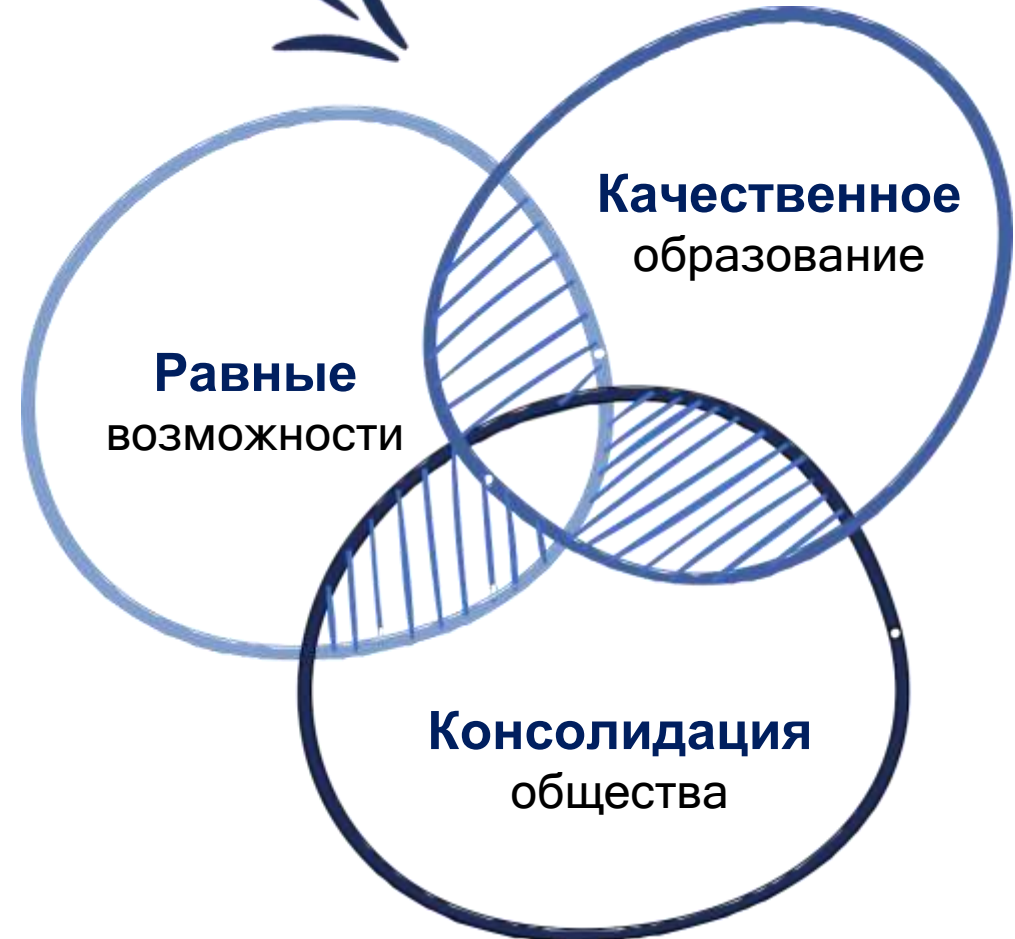 Качественное
образование
Равные
возможности
Консолидация
общества